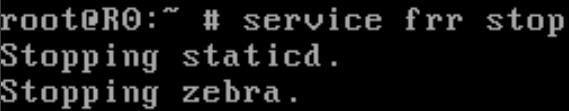 root@R0:~ # service frr stop
Stopping staticd.
Stopping zebra.